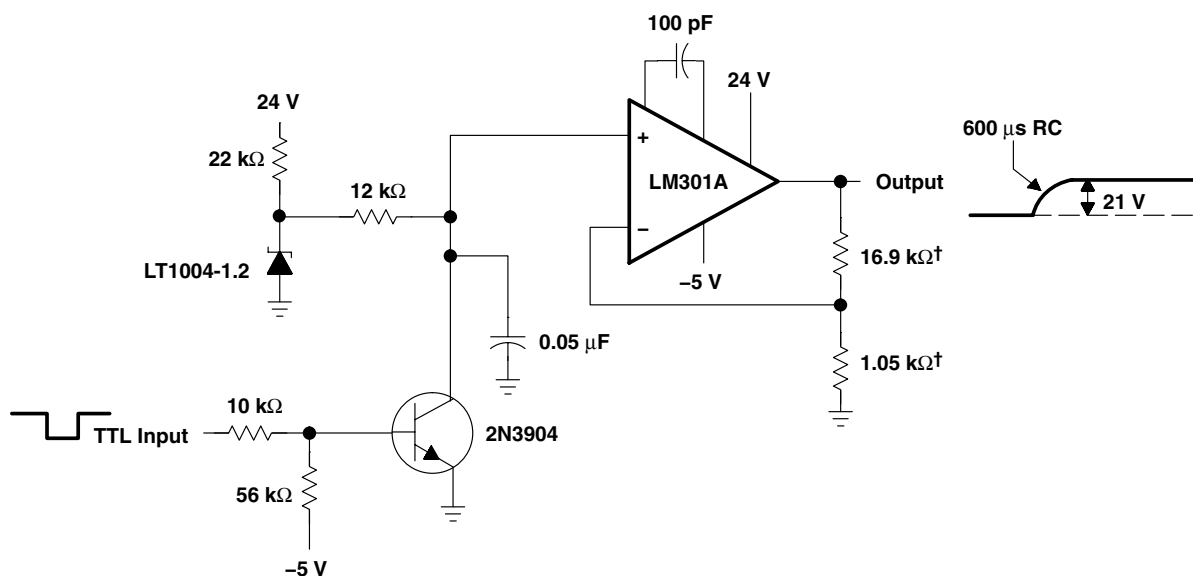 100 pF
24 V
24 V
600 μs RC
22 kΩ
+
12 kΩ
LM301A
Output
21 V
−
16.9 kΩ†
LT1004-1.2
−5 V
0.05 μF
1.05 kΩ†
10 kΩ
TTL Input
2N3904
56 kΩ
−5 V